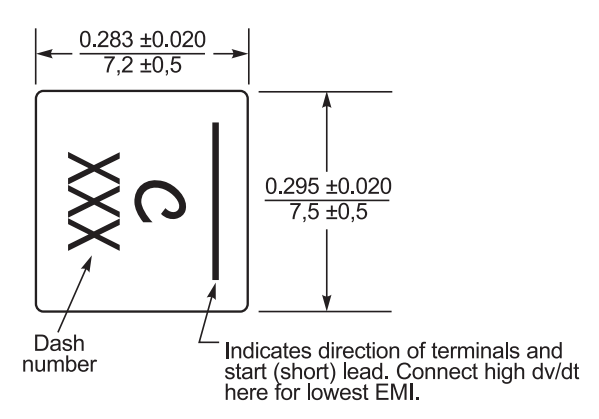 0.283 ±0.020
7,2 ±0,5
XXX
C
0.295 ±0.020
7,5 ±0,5
Dash
number
Indicates direction of terminals and
start (short) lead. Connect high dv/dt
here for lowest EMI.